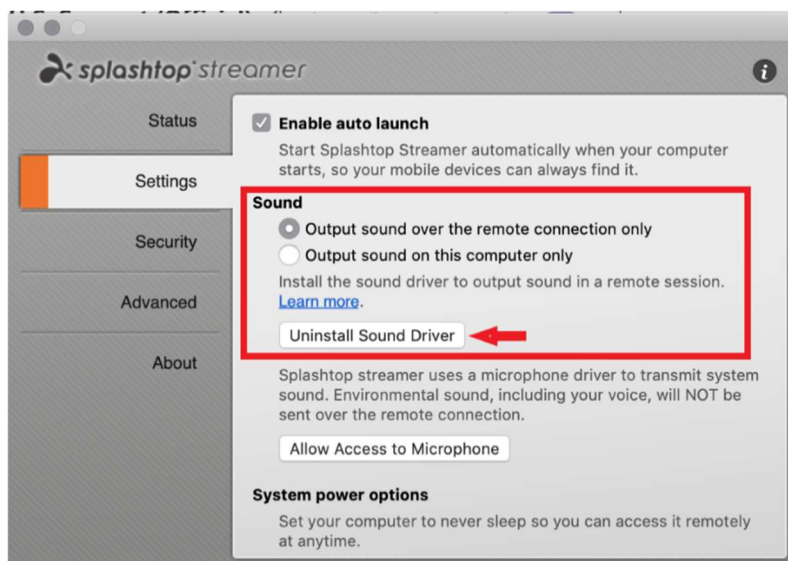 splashtop streamer
Status
Settings
Security
Advanced
About
Enable auto launch
Start Splashtop Streamer automatically when your computer
starts, so your mobile devices can always find it.
Sound
Output sound over the remote connection only
Output sound on this computer only
Install the sound driver to output sound in a remote session.
Learn more.
Uninstall Sound Driver
Splashtop streamer uses a microphone driver to transmit system
sound. Environmental sound, including your voice, will NOT be
sent over the remote connection.
Allow Access to Microphone
System power options
Set your computer to never sleep so you can access it remotely
at anytime.